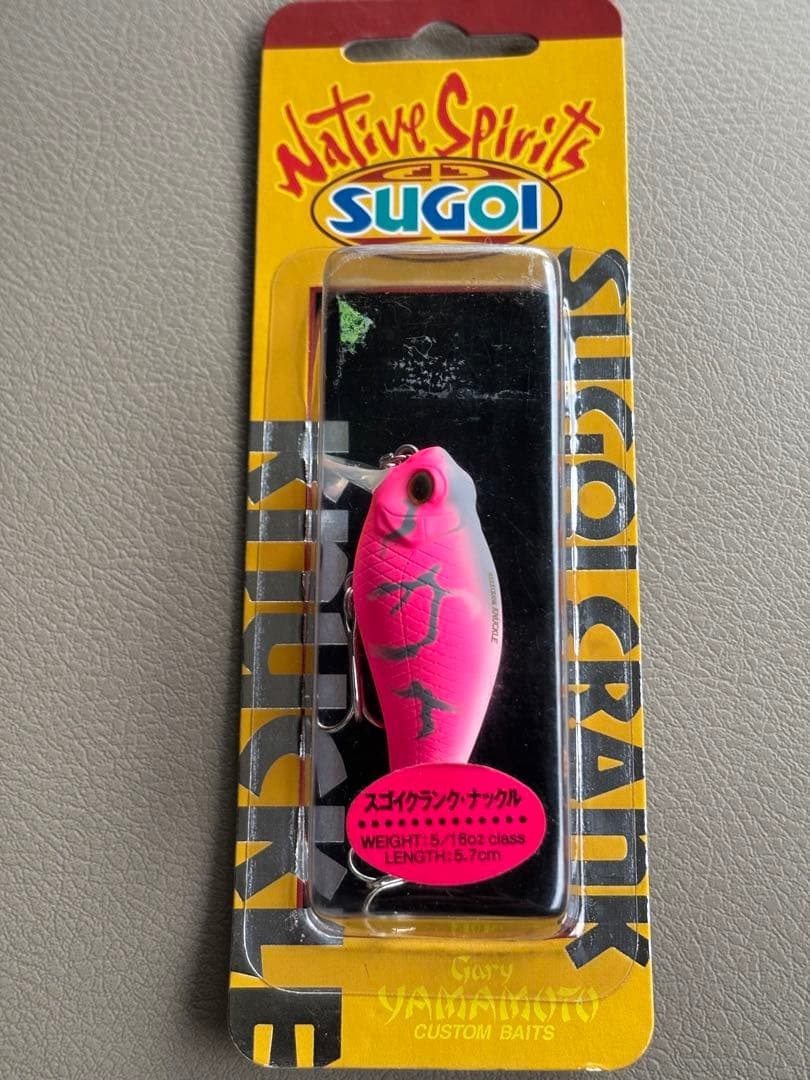 Native Spirits
SUGOI
SUGOI CRANK
KNUCKLE
KNUCKLE
スゴイクランク・ナックル
WEIGHT: 5/16oz class
LENGTH: 5.7cm
Gary
YAMAMOTO
CUSTOM BAITS